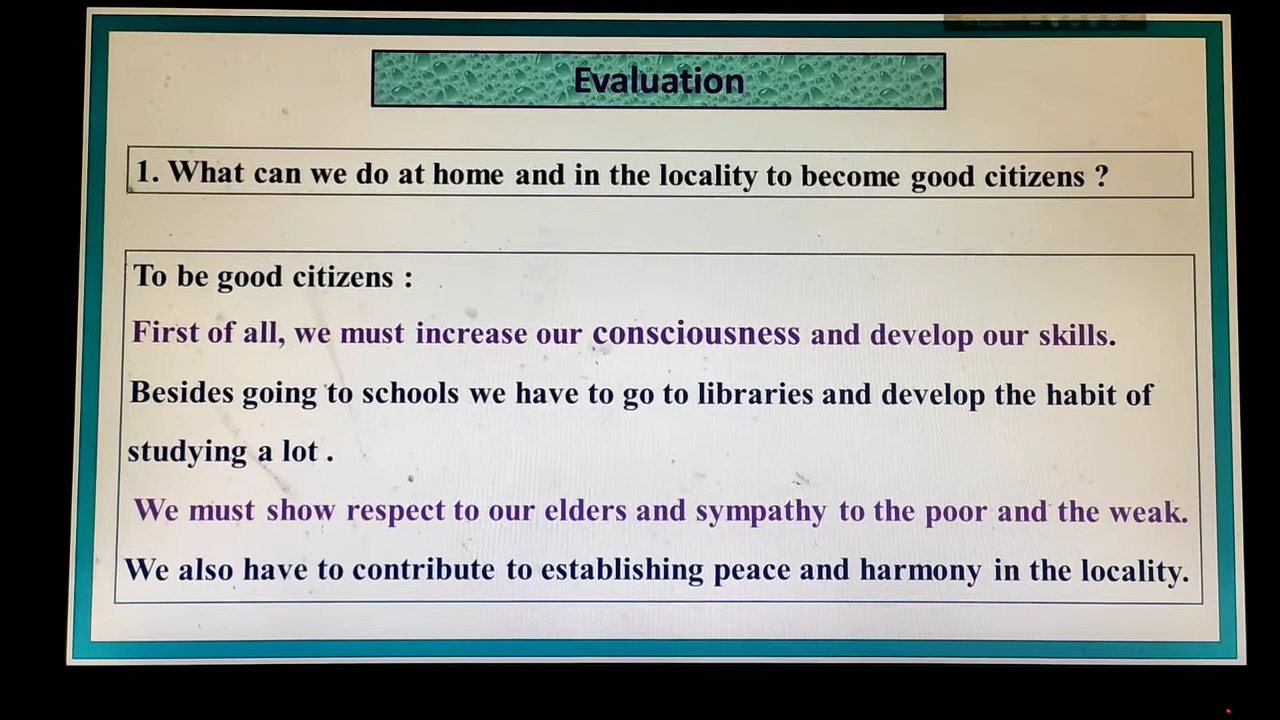 Evaluation
1. What can we do at home and in the locality to become good citizens ?
To be good citizens :
First of all, we must increase our consciousness and develop our skills.
Besides going to schools we have to go to libraries and develop the habit of
studying a lot .
We must show respect to our elders and sympathy to the poor and the weak.
We also have to contribute to establishing peace and harmony in the locality.